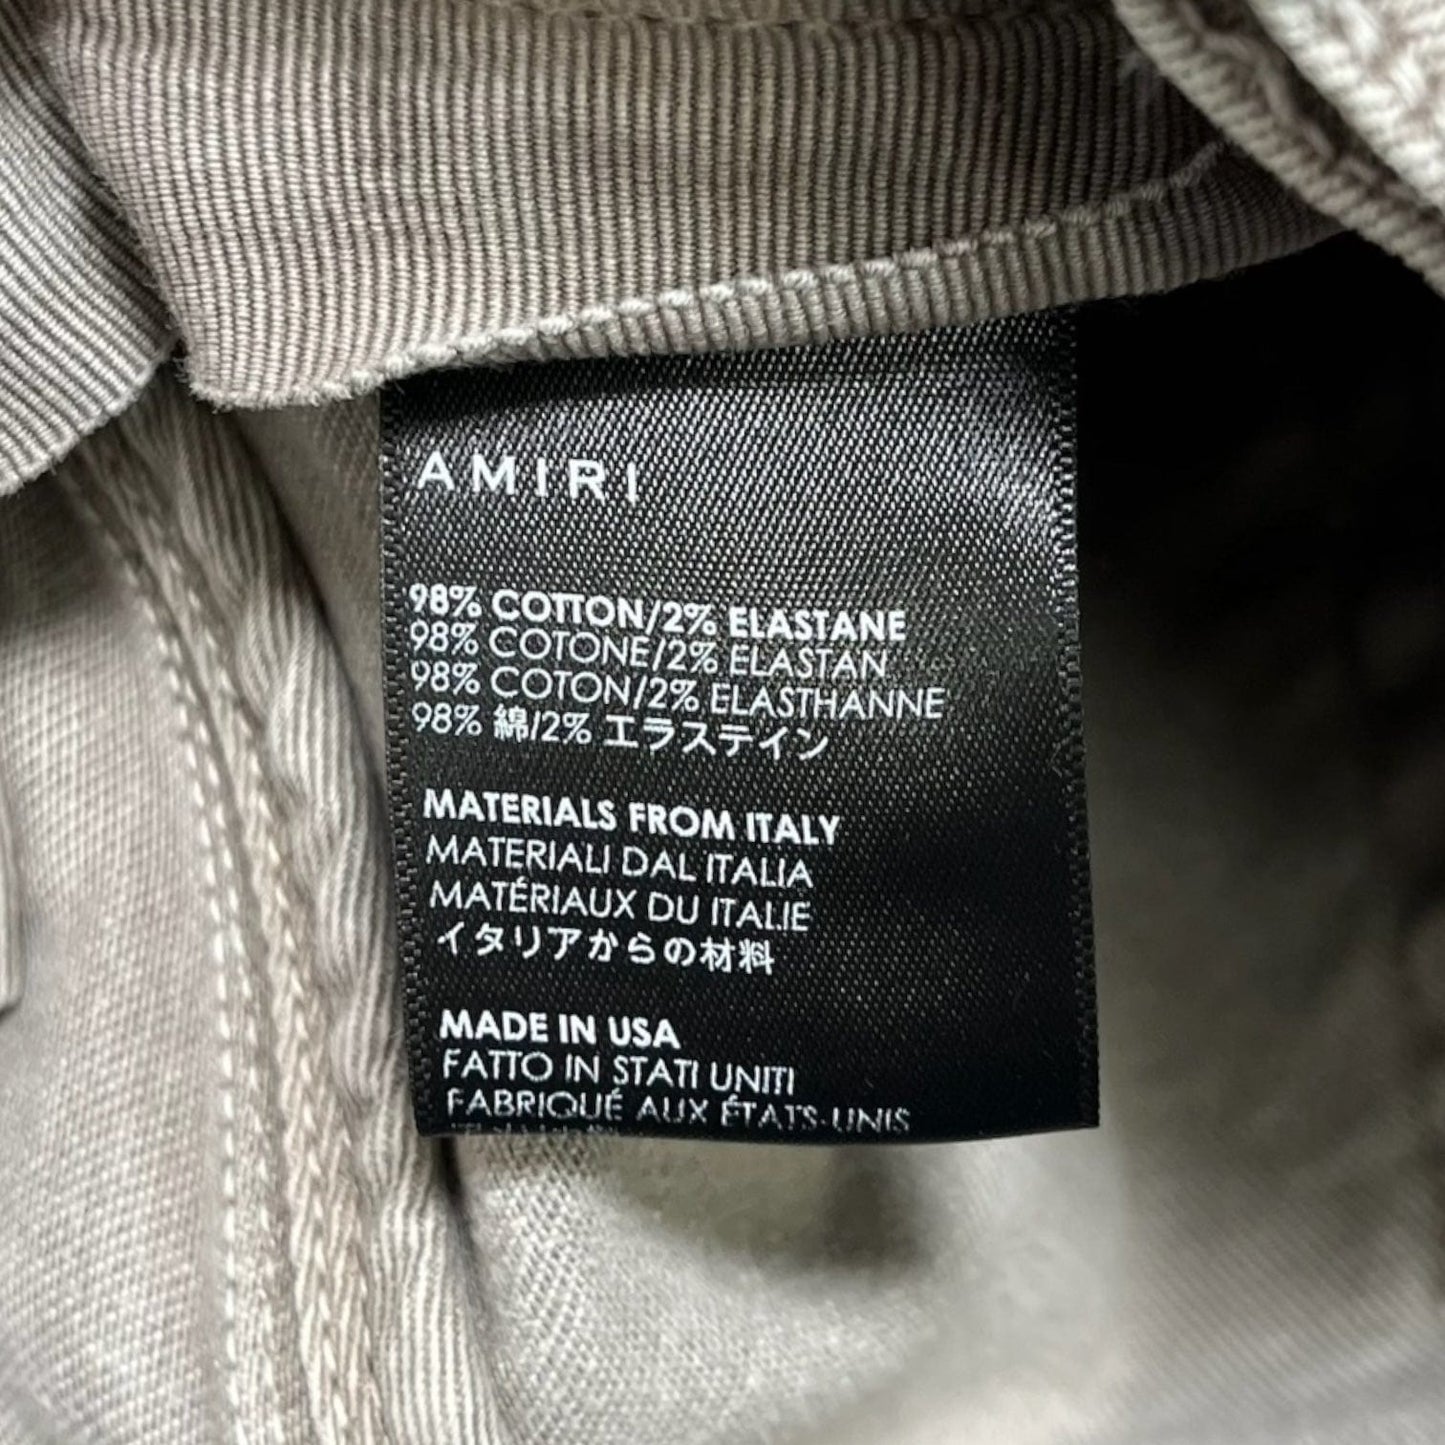 AMIRI
98% COTTON/2% ELASTANE
98% COTONE/2% ELASTAN
98% COTON/2% ELASTHANNE
98% 綿/2% エラステイン
MATERIALS FROM ITALY
MATERIALI DAL ITALIA
MATÉRIAUX DU ITALIE
イタリアからの材料
MADE IN USA
FATTO IN STATI UNITI
FABRIQUÉ AUX ÉTATS-UNIS